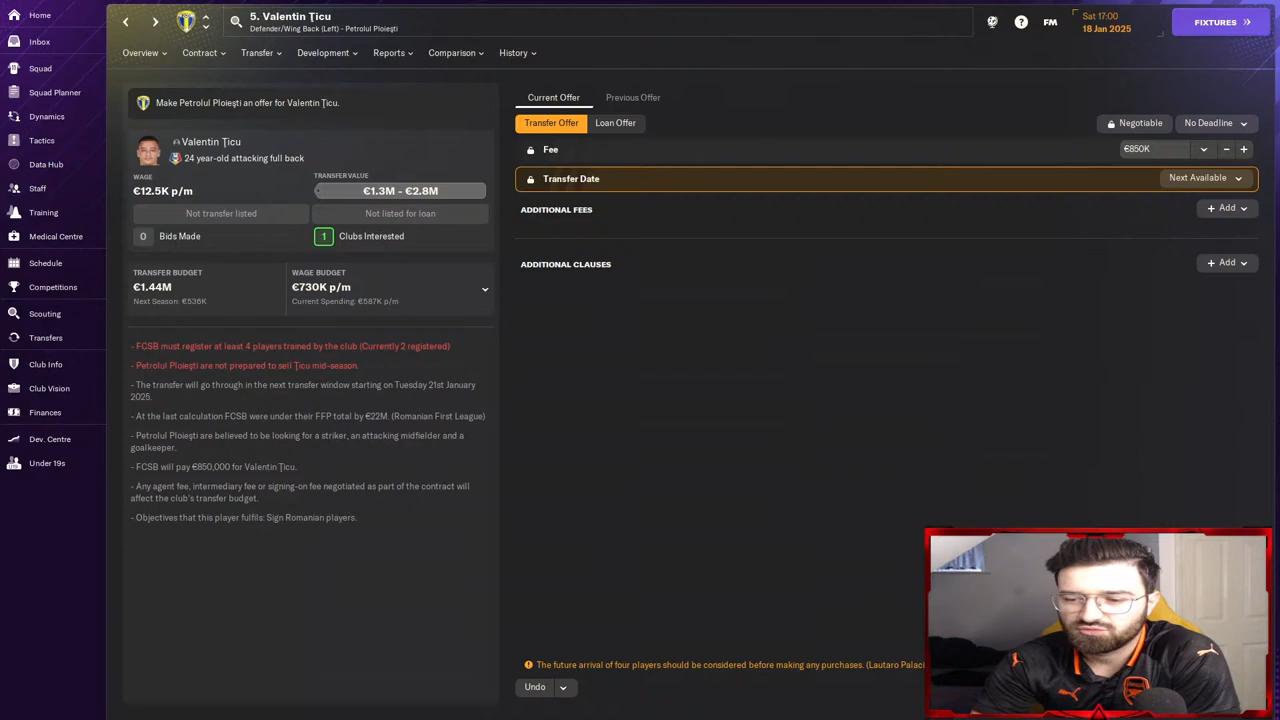 Home
Inbox
Squad
Squad Planner
Dynamics
Tactics
Data Hub
Staff
Training
Medical Centre
Schedule
Competitions
Scouting
Transfers
Club Info
Club Vision
Finances
Dev. Centre
Under 19s
5. Valentin Țicu
Defender/Wing Back (Left) - Petrolul Ploiești
FM
Sat 17:00
18 Jan 2025
FIXTURES
Overview
Contract
Transfer
Development
Reports
Comparison
History
Make Petrolul Ploiești an offer for Valentin Țicu.
Valentin Țicu
24 year-old attacking full back
WAGE
€12.5K p/m
TRANSFER VALUE
€1.3M - €2.8M
Not transfer listed
Not listed for loan
0 Bids Made
1 Clubs Interested
TRANSFER BUDGET
€1.44M
Next Season: €536K
WAGE BUDGET
€730K p/m
Current Spending: €587K p/m
- FCSB must register at least 4 players trained by the club (Currently 2 registered)
- Petrolul Ploiești are not prepared to sell Țicu mid-season.
- The transfer will go through in the next transfer window starting on Tuesday 21st January
2025.
- At the last calculation FCSB were under their FFP total by €22M. (Romanian First League)
- Petrolul Ploiești are believed to be looking for a striker, an attacking midfielder and a
goalkeeper.
- FCSB will pay €850,000 for Valentin Țicu.
- Any agent fee, intermediary fee or signing-on fee negotiated as part of the contract will
affect the club's transfer budget.
- Objectives that this player fulfils: Sign Romanian players.
Current Offer
Previous Offer
Transfer Offer
Loan Offer
Negotiable
No Deadline
Fee
€850K
Transfer Date
Next Available
ADDITIONAL FEES
+ Add
ADDITIONAL CLAUSES
+ Add
The future arrival of four players should be considered before making any purchases. (Lautaro Palaci
Undo